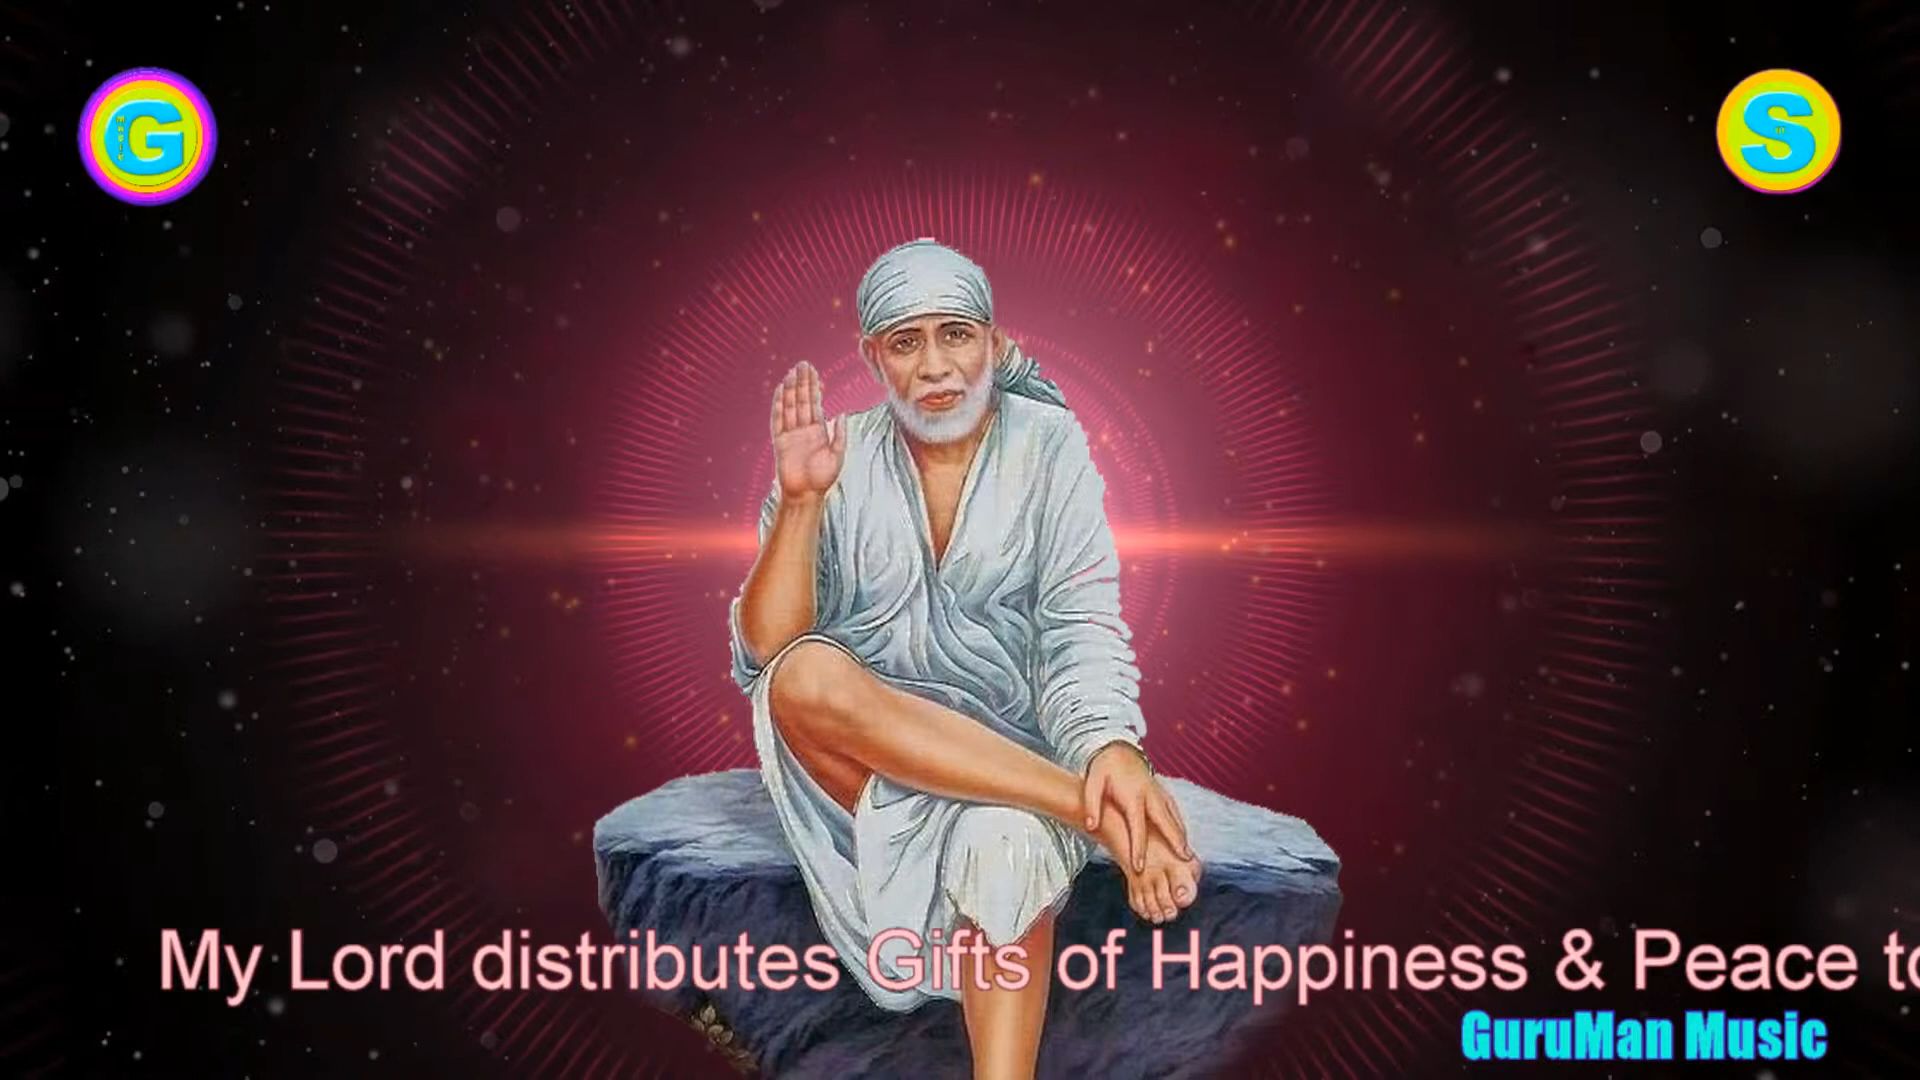 G
S
My Lord distributes Gifts of Happiness & Peace to
GuruMan Music